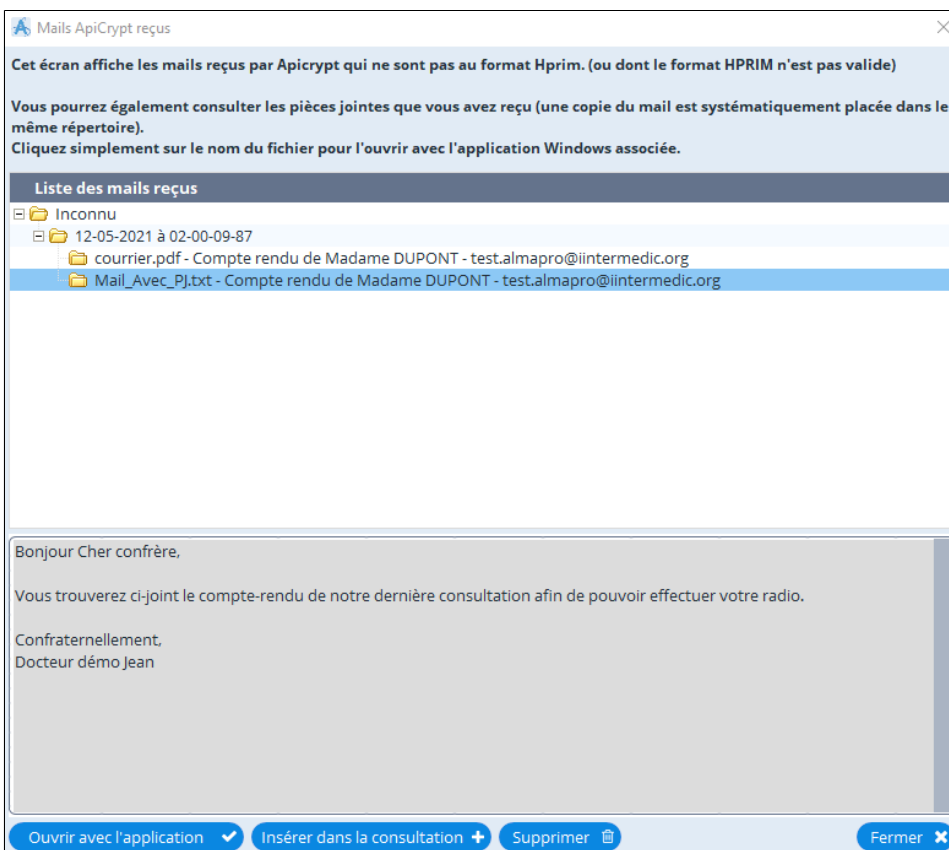 Mails ApiCrypt reçus
Cet écran affiche les mails reçus par Apicrypt qui ne sont pas au format Hprim. (ou dont le format HPRIM n'est pas valide)
Vous pourrez également consulter les pièces jointes que vous avez reçu (une copie du mail est systématiquement placée dans le
même répertoire).
Cliquez simplement sur le nom du fichier pour l'ouvrir avec l'application Windows associée.
Liste des mails reçus
Inconnu
12-05-2021 à 02-00-09-87
courrier.pdf - Compte rendu de Madame DUPONT - test.almapro@iintermedic.org
Mail_Avec_PJ.txt - Compte rendu de Madame DUPONT - test.almapro@iintermedic.org
Bonjour Cher confrère,
Vous trouverez ci-joint le compte-rendu de notre dernière consultation afin de pouvoir effectuer votre radio.
Confraternellement,
Docteur démo Jean
Ouvrir avec l'application Insérer dans la consultation Supprimer Fermer